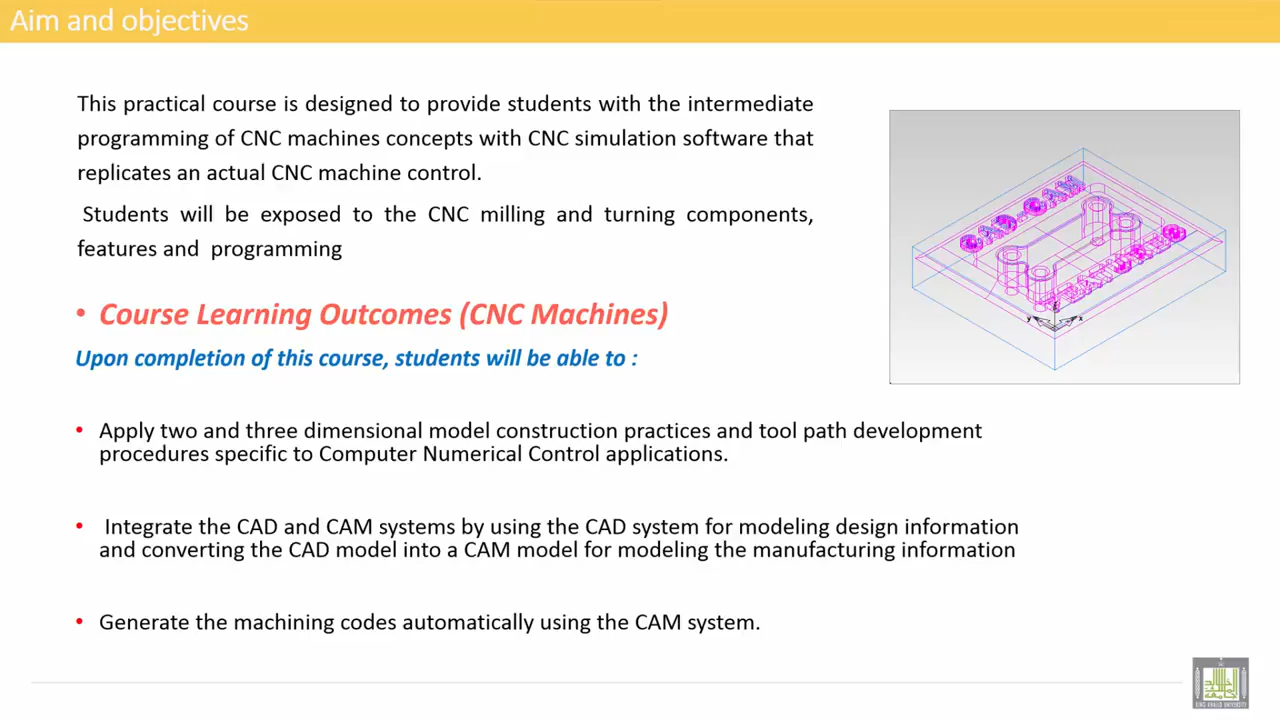 Aim and objectives
This practical course is designed to provide students with the intermediate
programming of CNC machines concepts with CNC simulation software that
replicates an actual CNC machine control.
Students will be exposed to the CNC milling and turning components,
features and programming
• Course Learning Outcomes (CNC Machines)
Upon completion of this course, students will be able to :
• Apply two and three dimensional model construction practices and tool path development
procedures specific to Computer Numerical Control applications.
• Integrate the CAD and CAM systems by using the CAD system for modeling design information
and converting the CAD model into a CAM model for modeling the manufacturing information
• Generate the machining codes automatically using the CAM system.
KING KHALID UNIVERSITY